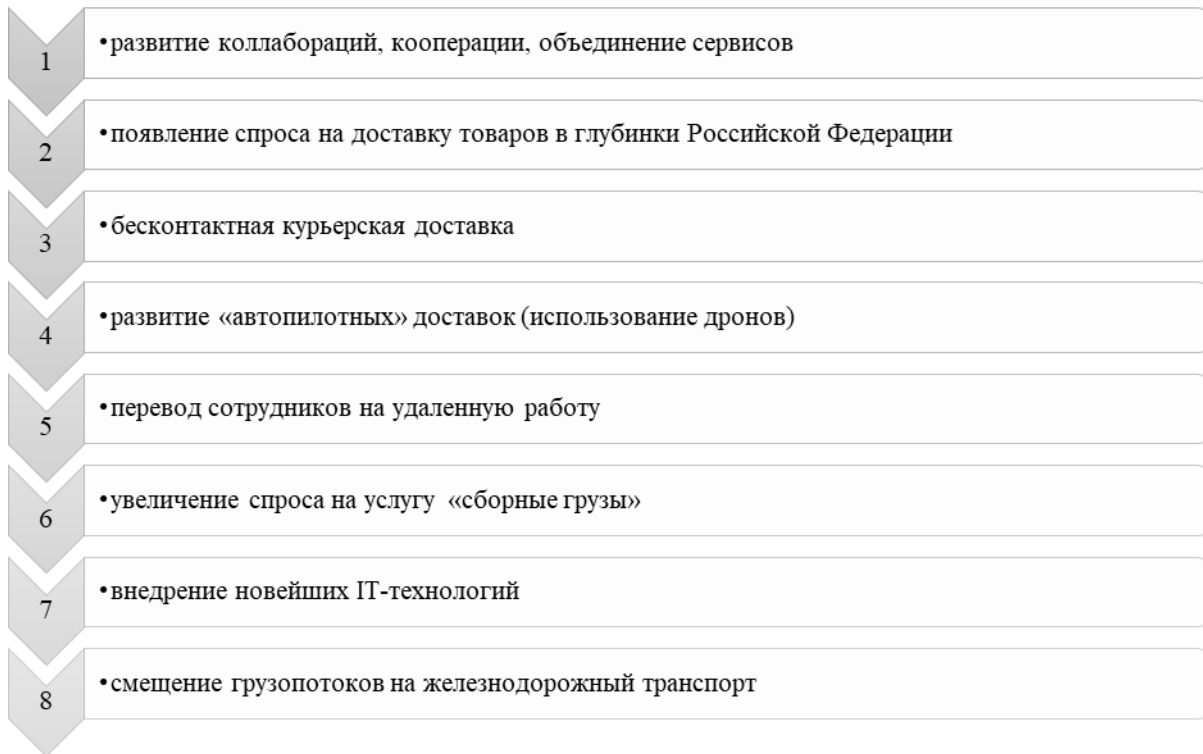 1
•развитие коллабораций, кооперации, объединение сервисов
2
•появление спроса на доставку товаров в глубинки Российской Федерации
3
•бесконтактная курьерская доставка
4
•развитие «автопилотных» доставок (использование дронов)
5
•перевод сотрудников на удаленную работу
6
•увеличение спроса на услугу «сборные грузы»
7
•внедрение новейших IT-технологий
8
•смещение грузопотоков на железнодорожный транспорт